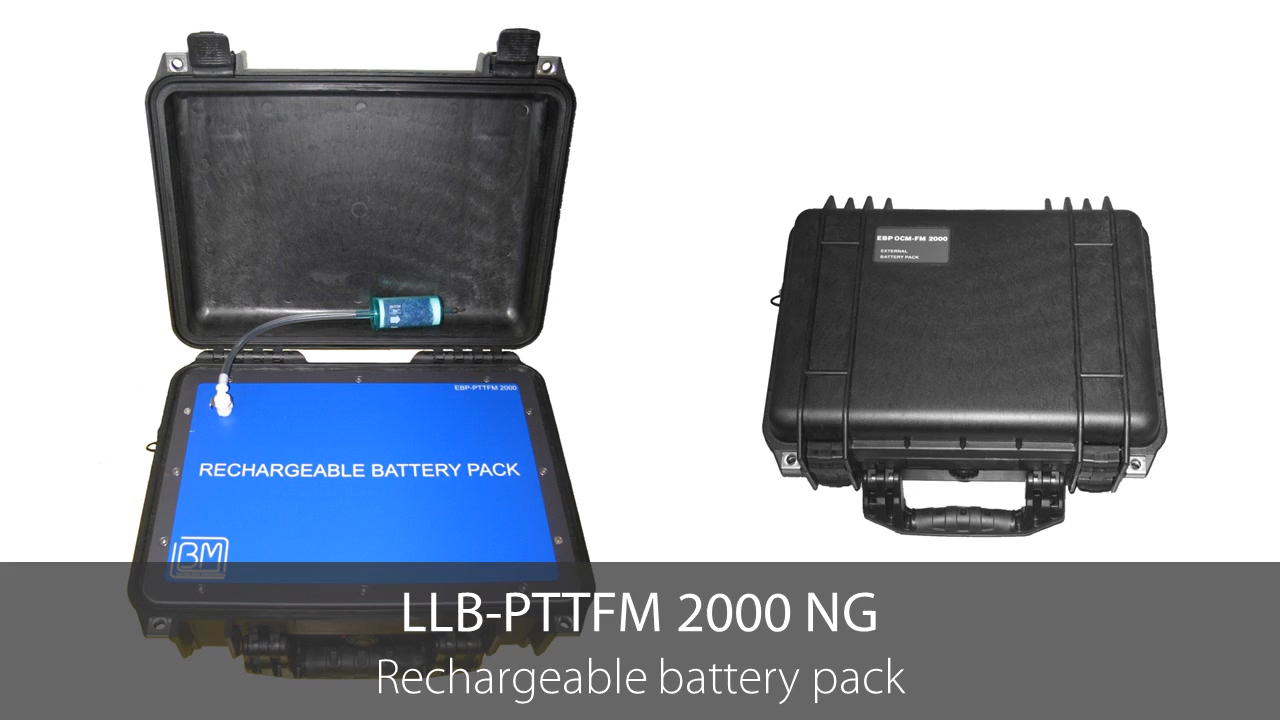 EBP-PTTFM 2000
RECHARGEABLE BATTERY PACK
BM
EBP OCM-FM 2000
EXTERNAL
BATTERY PACK
LLB-PTTFM 2000 NG
Rechargeable battery pack